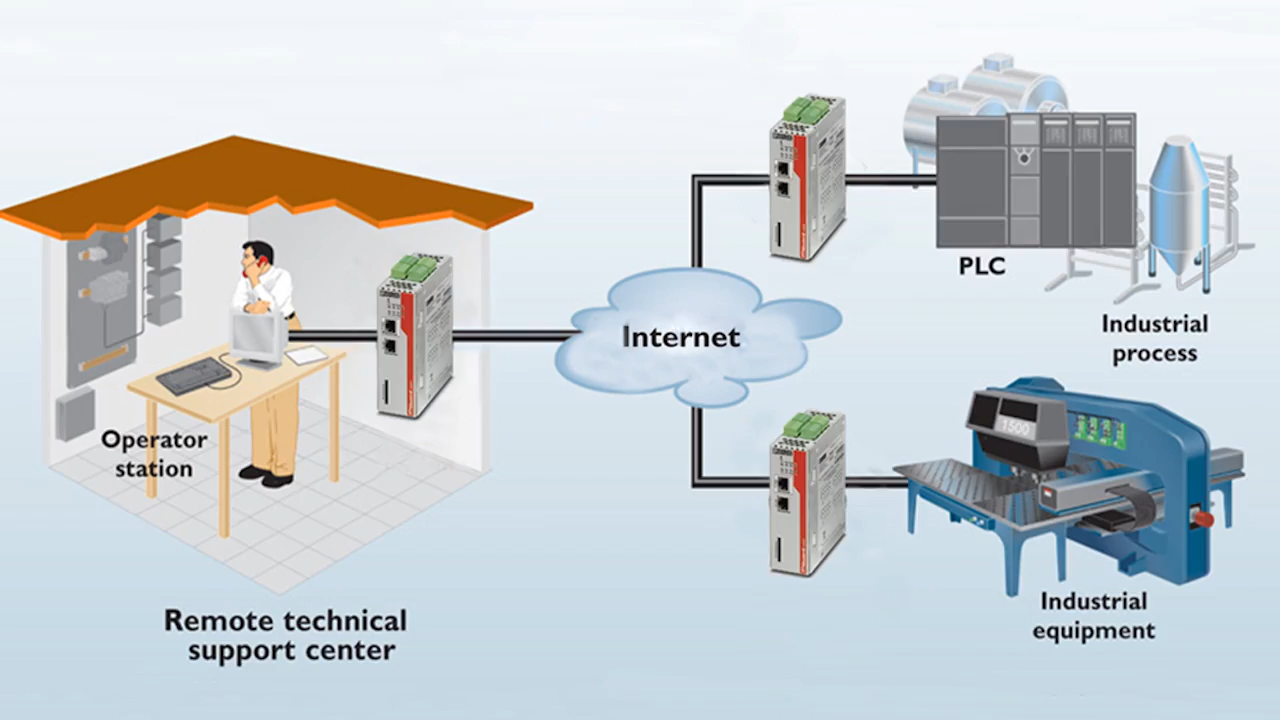 PLC
Industrial
process
Internet
Operator
station
1500
Industrial
equipment
Remote technical
support center